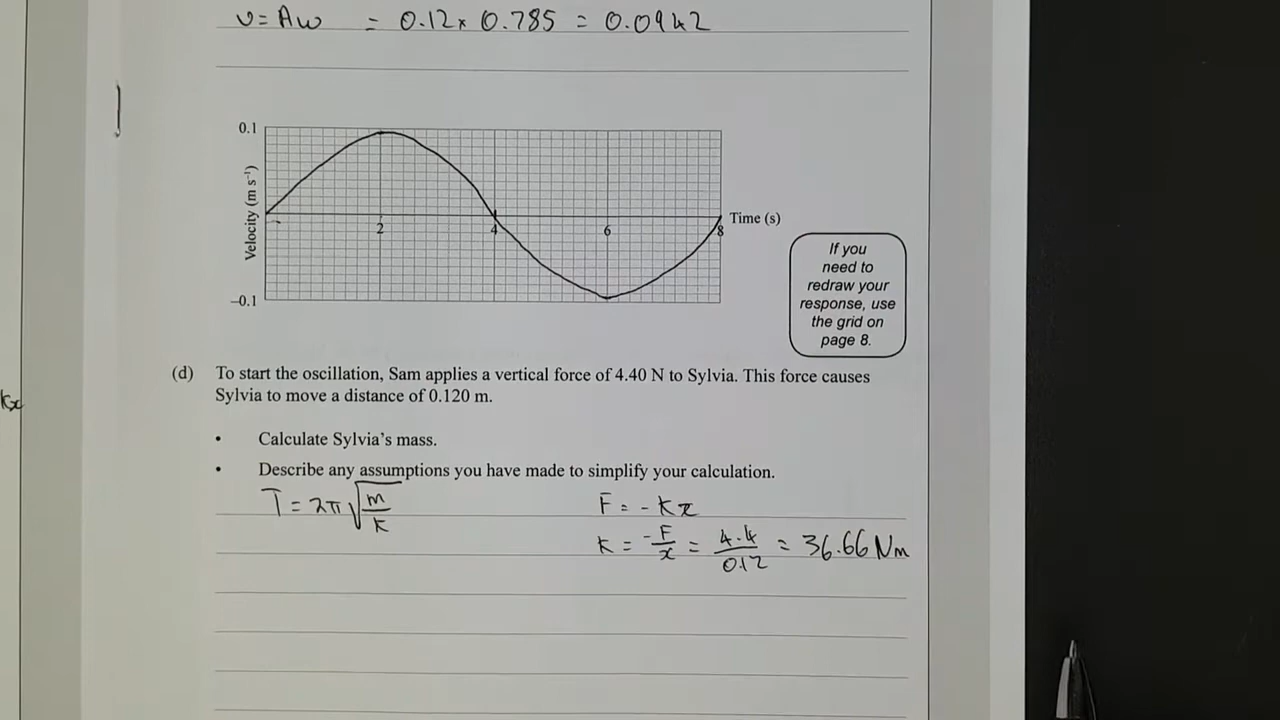 v = Aω = 0.12 x 0.785 = 0.0942
0.1
Velocity (m s⁻¹)
2
4
6
8
Time (s)
–0.1
If you
need to
redraw your
response, use
the grid on
page 8.
(d) To start the oscillation, Sam applies a vertical force of 4.40 N to Sylvia. This force causes
Sylvia to move a distance of 0.120 m.
kx
• Calculate Sylvia's mass.
• Describe any assumptions you have made to simplify your calculation.
T = 2π√(m/k) F = - kx
k = -F/x = 4.4/0.12 = 36.66 Nm